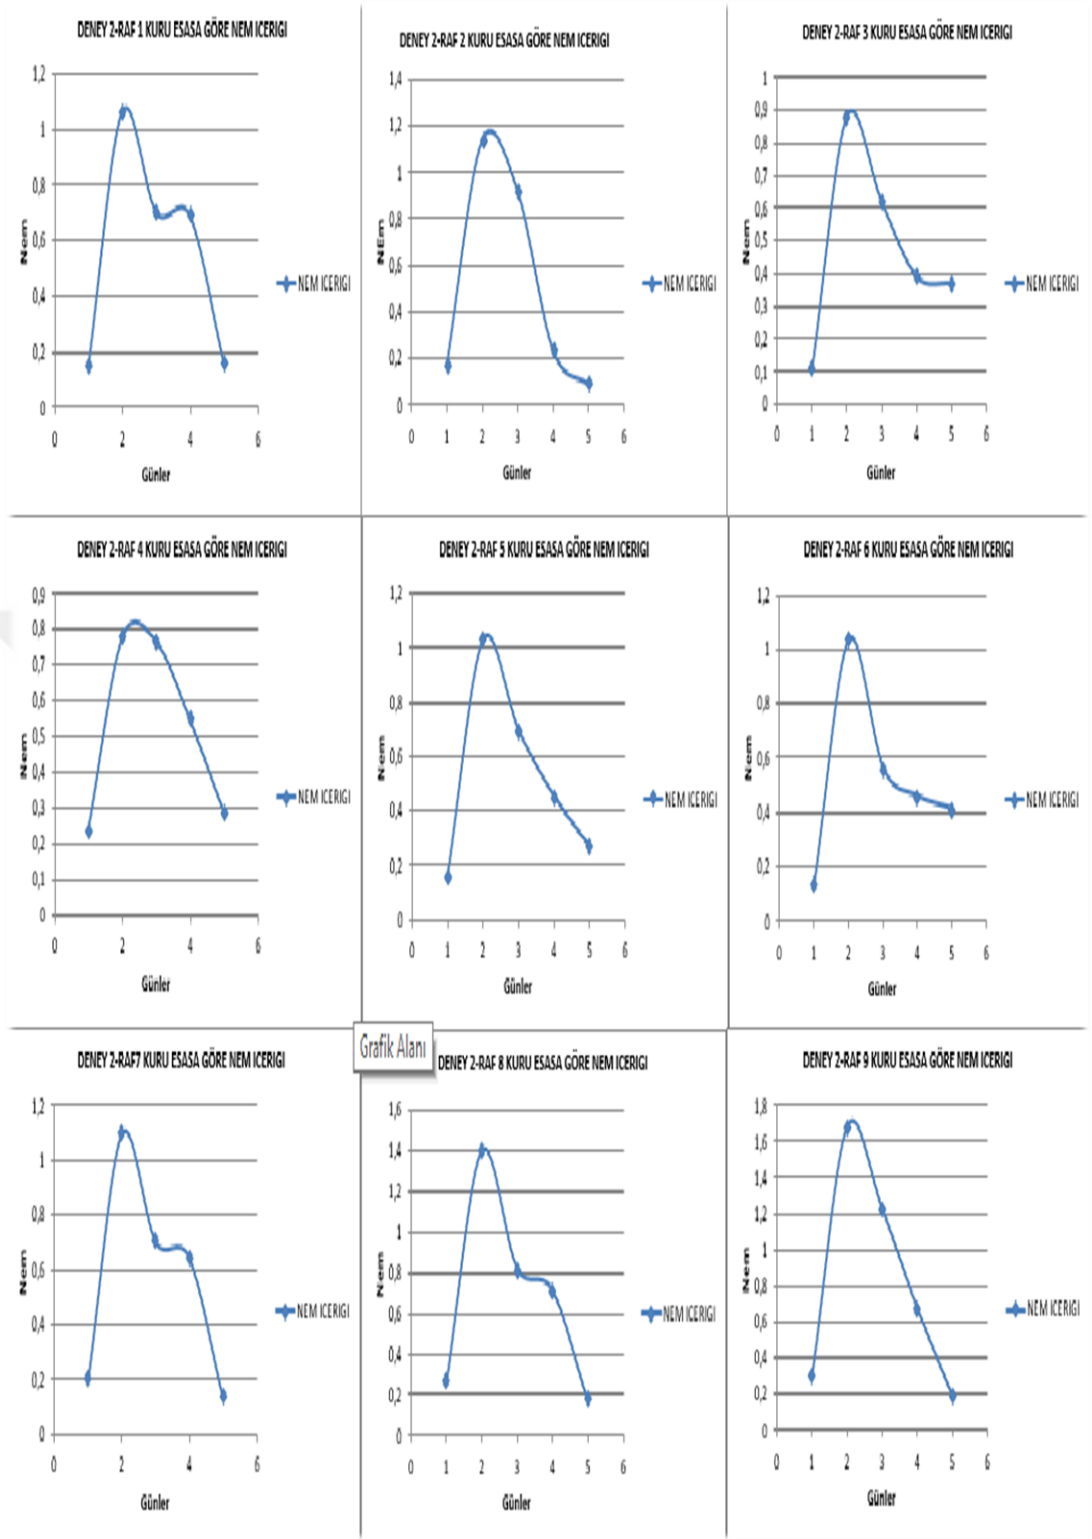 DENEY 2-RAF 1 KURU ESASA GÖRE NEM ICERIGI
1,2
1
0,8
0,6
0,4
0,2
0
Nem
0 2 4 6
Günler
NEM ICERIGI
DENEY 2-RAF 2 KURU ESASA GÖRE NEM ICERIGI
1,4
1,2
1
0,8
0,6
0,4
0,2
0
NEm
0 1 2 3 4 5 6
Günler
NEM ICERIGI
DENEY 2-RAF 3 KURU ESASA GÖRE NEM ICERIGI
1
0,9
0,8
0,7
0,6
0,5
0,4
0,3
0,2
0,1
0
Nem
0 1 2 3 4 5 6
Günler
NEM ICERIGI
DENEY 2-RAF 4 KURU ESASA GÖRE NEM ICERIGI
0,9
0,8
0,7
0,6
0,5
0,4
0,3
0,2
0,1
0
Nem
0 2 4 6
Günler
NEM ICERIGI
DENEY 2-RAF 5 KURU ESASA GÖRE NEM ICERIGI
1,2
1
0,8
0,6
0,4
0,2
0
Nem
0 1 2 3 4 5 6
Günler
NEM ICERIGI
DENEY 2-RAF 6 KURU ESASA GÖRE NEM ICERIGI
1,2
1
0,8
0,6
0,4
0,2
0
Nem
0 1 2 3 4 5 6
Günler
NEM ICERIGI
DENEY 2-RAF7 KURU ESASA GÖRE NEM ICERIGI
1,2
1
0,8
0,6
0,4
0,2
0
Nem
0 2 4 6
Günler
NEM ICERIGI
Grafik Alanı
DENEY 2-RAF 8 KURU ESASA GÖRE NEM ICERIGI
1,6
1,4
1,2
1
0,8
0,6
0,4
0,2
0
Nem
0 1 2 3 4 5 6
Günler
NEM ICERIGI
DENEY 2-RAF 9 KURU ESASA GÖRE NEM ICERIGI
1,8
1,6
1,4
1,2
1
0,8
0,6
0,4
0,2
0
Nem
0 1 2 3 4 5 6
Günler
NEM ICERIGI